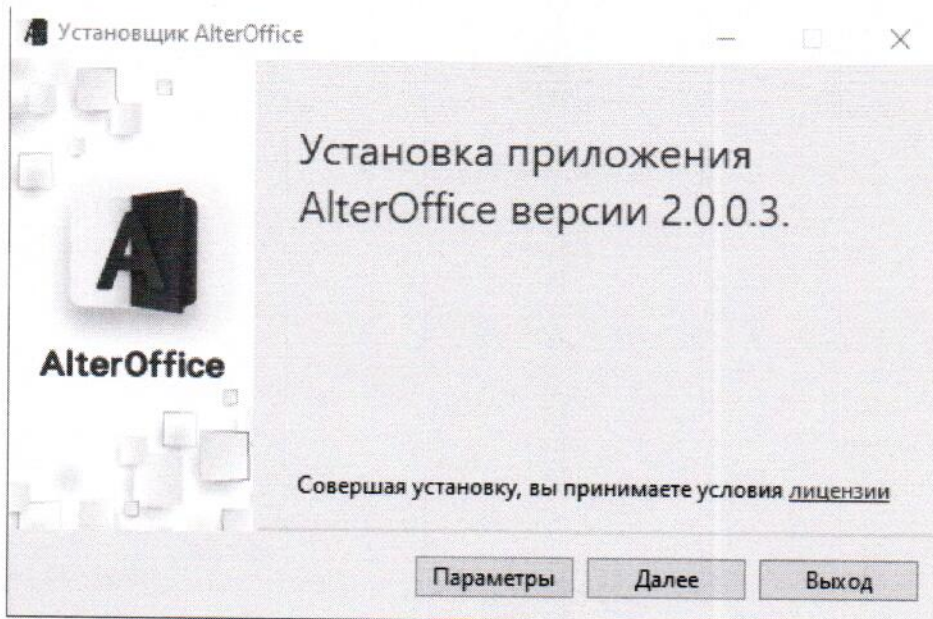 Установщик AlterOffice
Установка приложения
AlterOffice версии 2.0.0.3.
AlterOffice
Совершая установку, вы принимаете условия лицензии
Параметры
Далее
Выход